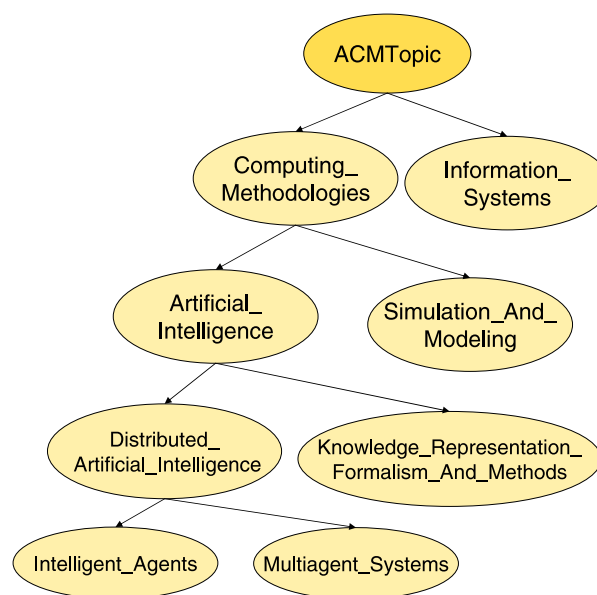 ACMTopic
Computing_
Methodologies
Information_
Systems
Artificial_
Intelligence
Simulation_And_
Modeling
Distributed_
Artificial_Intelligence
Knowledge_Representation_
Formalism_And_Methods
Intelligent_Agents
Multiagent_Systems